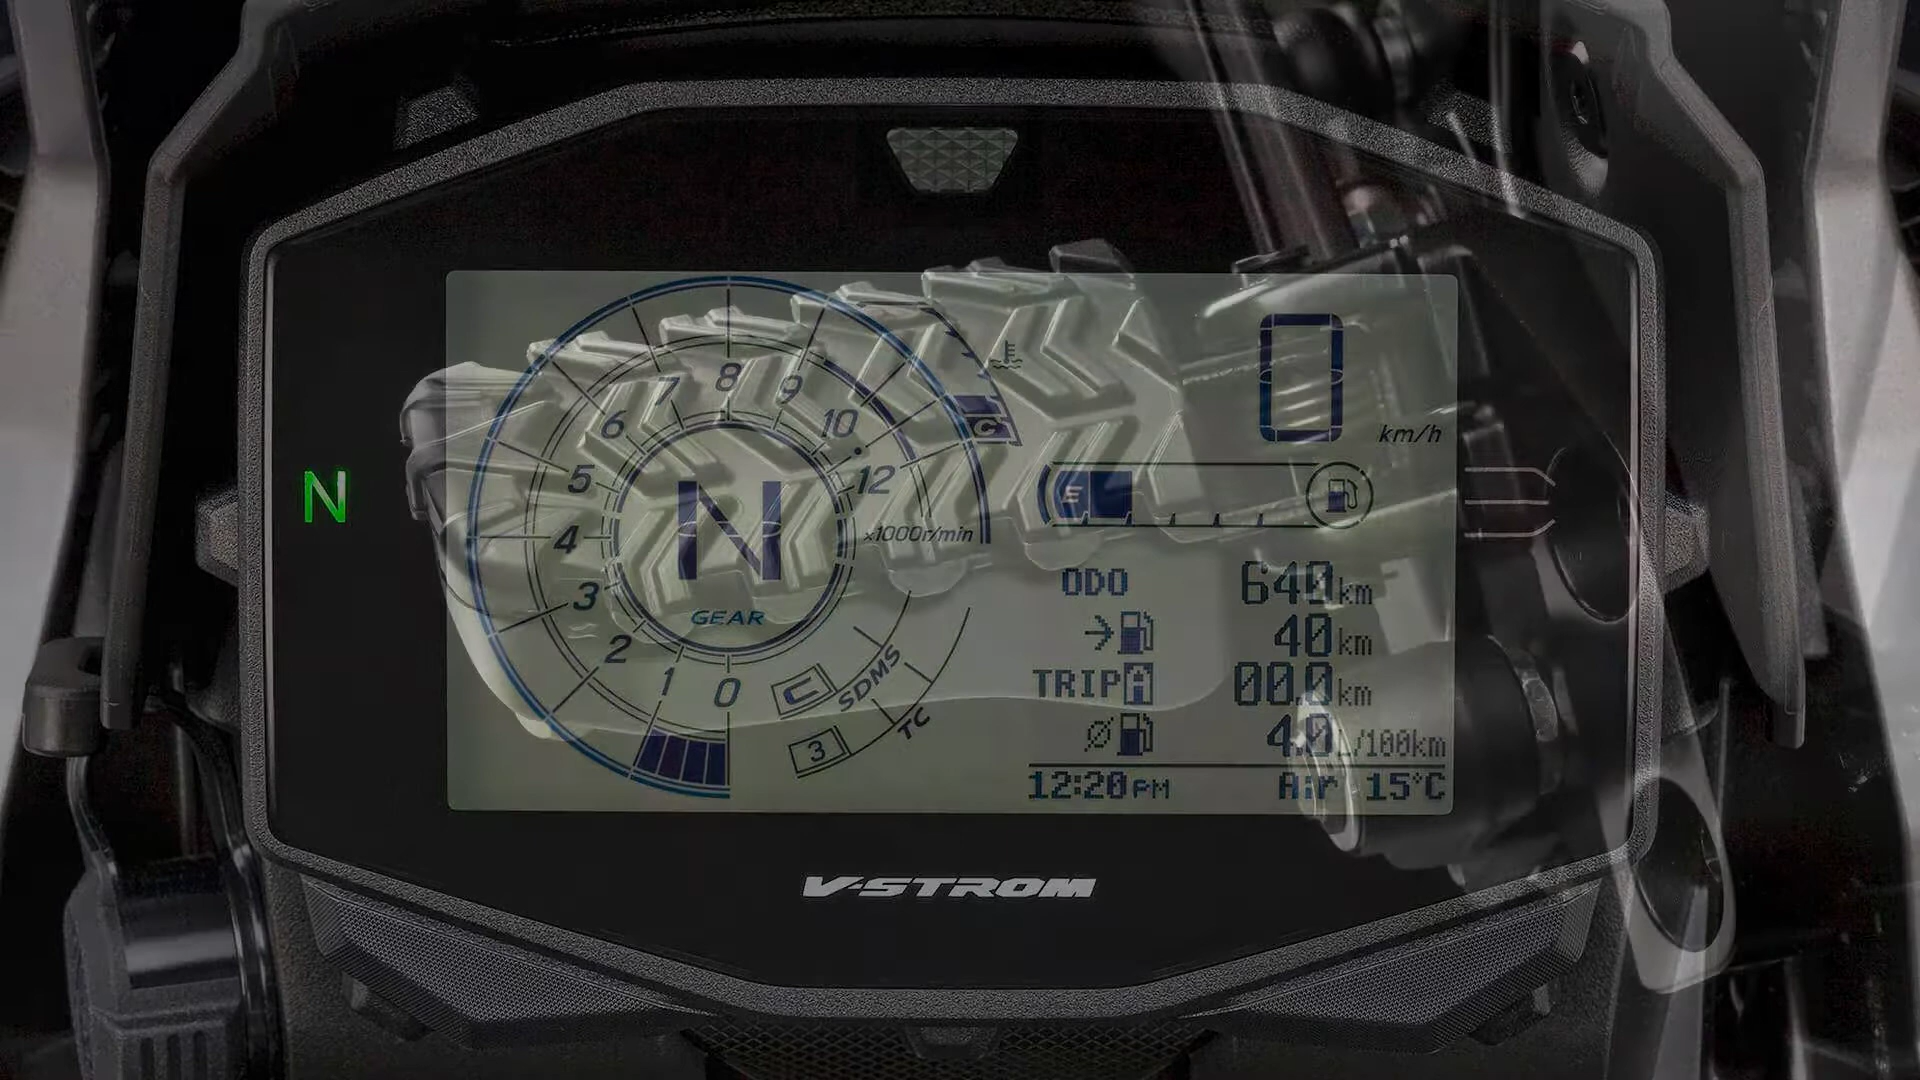 N
8
7 9
6 10
5 12
N
4 ×1000r/min
3
GEAR
2
1 0
C SDMS
3 TC
C
0
km/h
E
ODO 640km
40km
TRIP A 00.0km
4.0L/100km
12:20PM Air 15°C
V-STROM